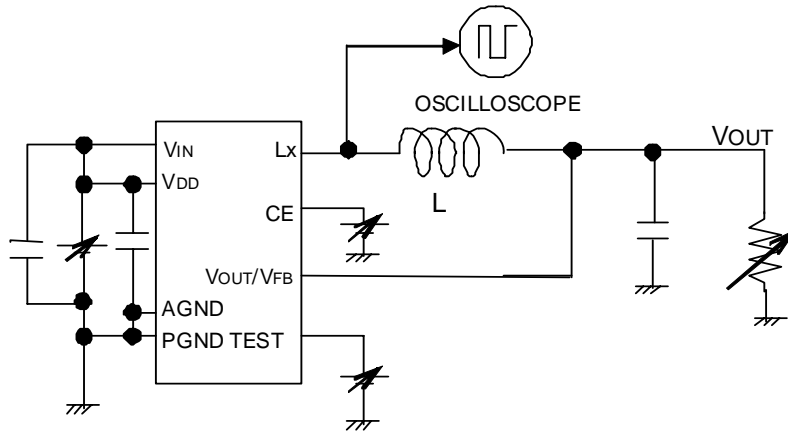 OSCILLOSCOPE
VIN
LX
VOUT
VDD
L
CE
VOUT/VFB
AGND
PGND TEST